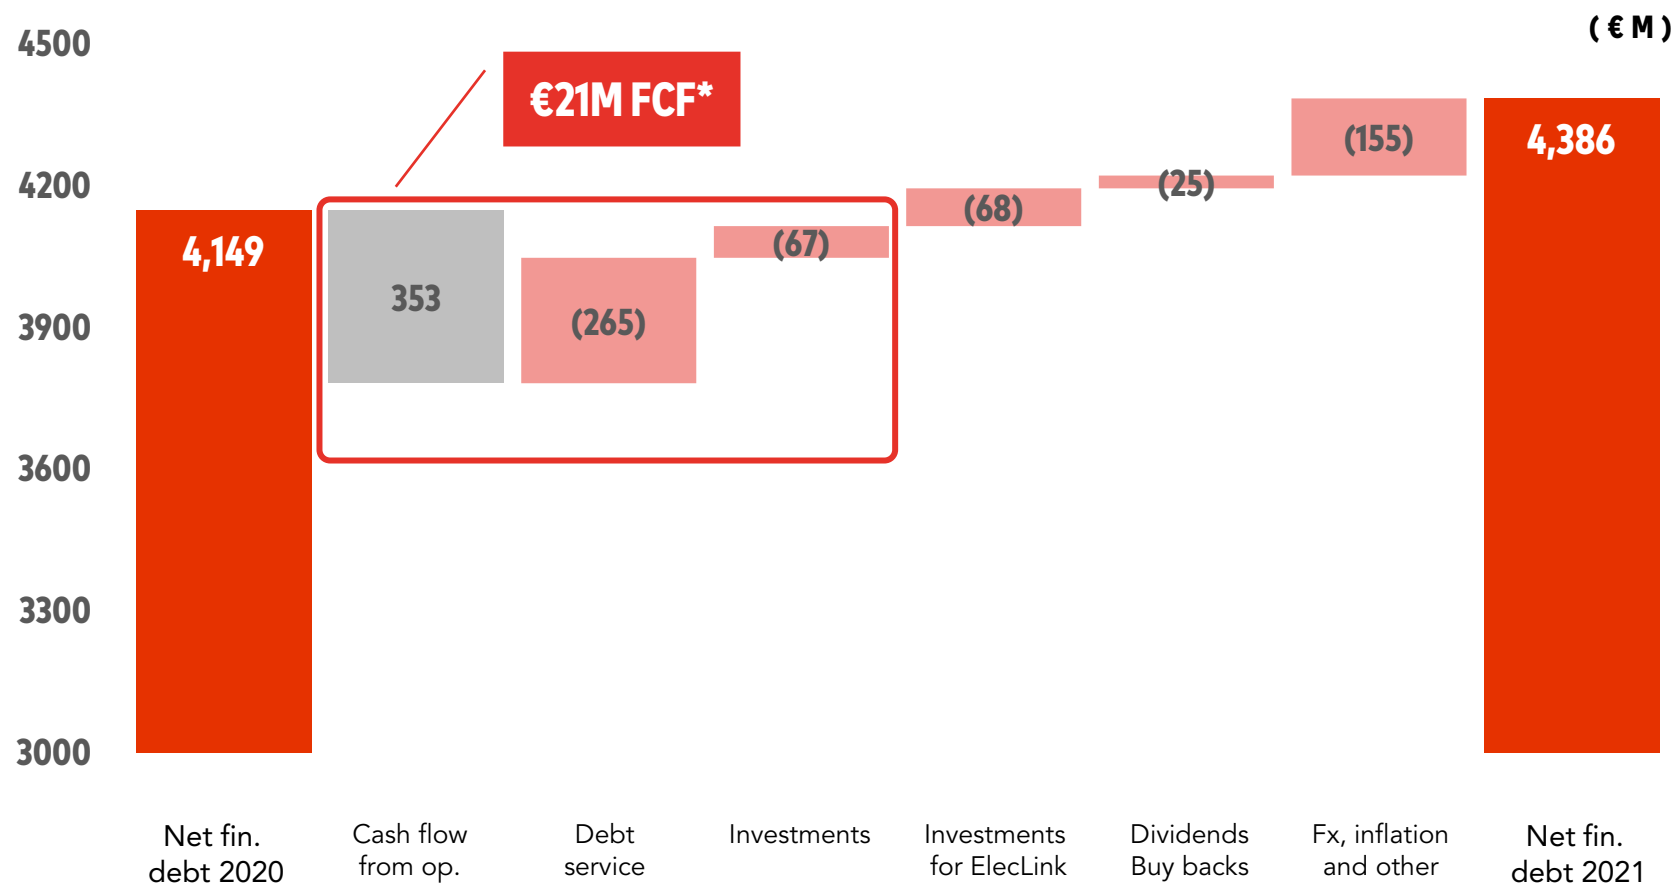 ( € M )
4500
4200
3900
3600
3300
3000
€21M FCF*
4,149
353
(265)
(67)
(68)
(25)
(155)
4,386
Net fin.
debt 2020
Cash flow
from op.
Debt
service
Investments
Investments
for ElecLink
Dividends
Buy backs
Fx, inflation
and other
Net fin.
debt 2021